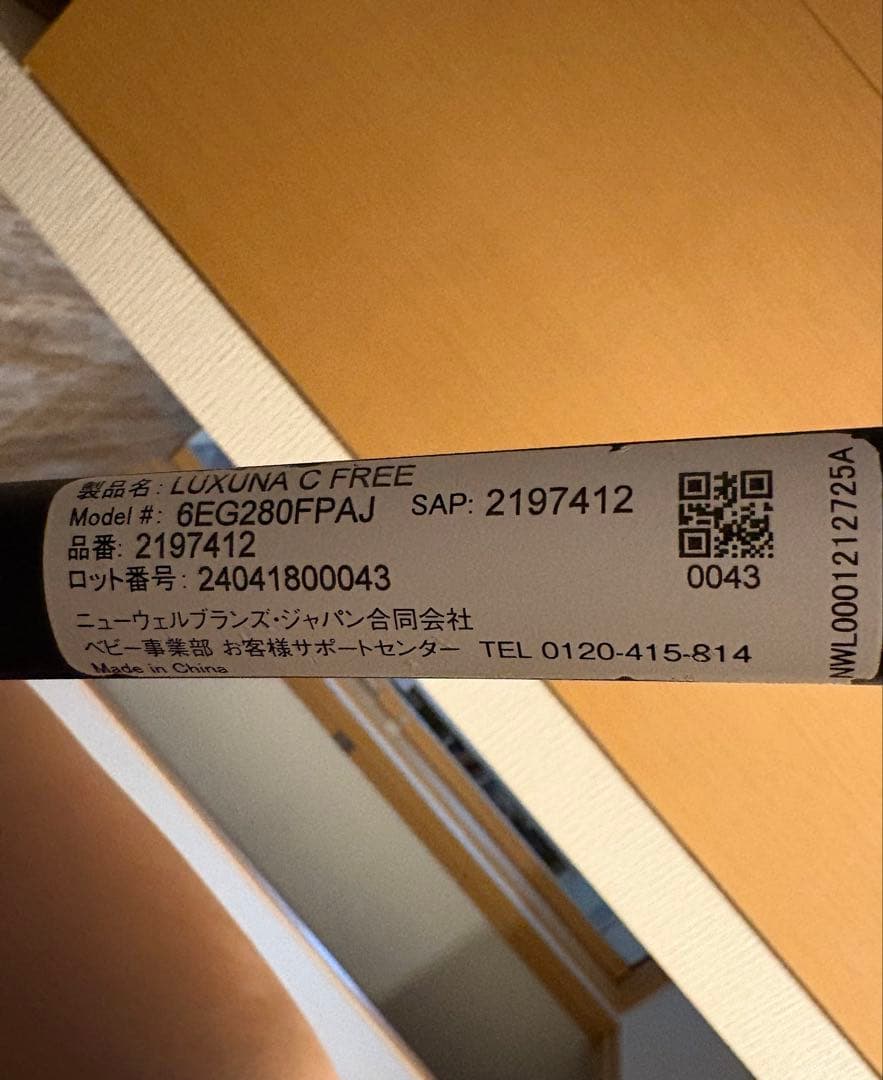 製品名: LUXUNA C FREE
Model #: 6EG280FPAJ SAP: 2197412
品番: 2197412
ロット番号: 24041800043
0043
ニューウェルブランズ・ジャパン合同会社
ベビー事業部 お客様サポートセンター TEL 0120-415-814
Made in China
NWL0001212725A